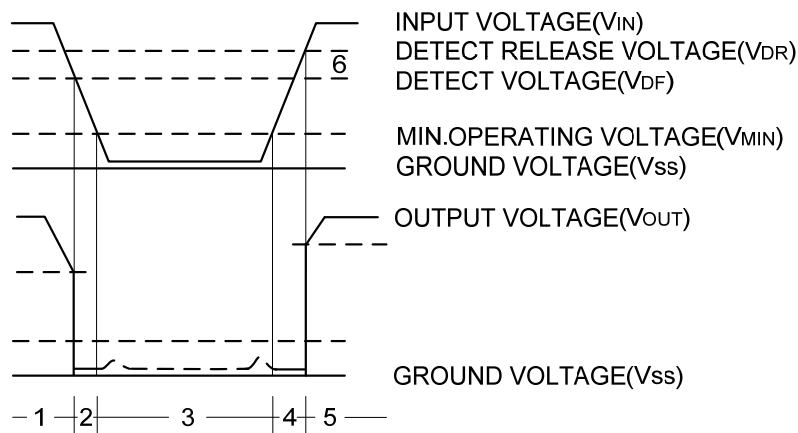 INPUT VOLTAGE(VIN)
DETECT RELEASE VOLTAGE(VDR)
6
DETECT VOLTAGE(VDF)
MIN.OPERATING VOLTAGE(VMIN)
GROUND VOLTAGE(Vss)
OUTPUT VOLTAGE(VOUT)
GROUND VOLTAGE(Vss)
1 2 3 4 5